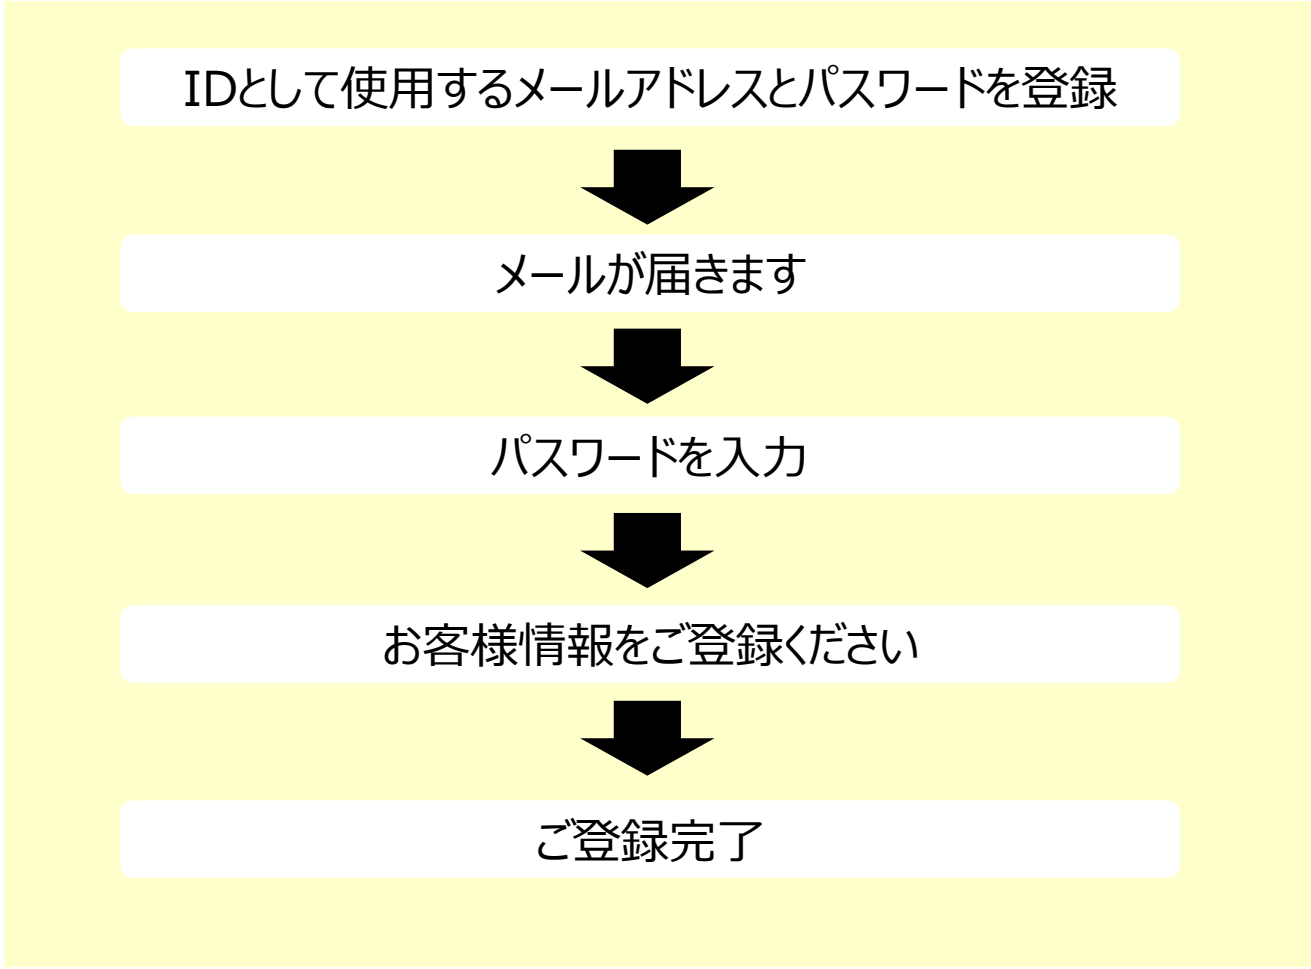 IDとして使用するメールアドレスとパスワードを登録
メールが届きます
パスワードを入力
お客様情報をご登録ください
ご登録完了